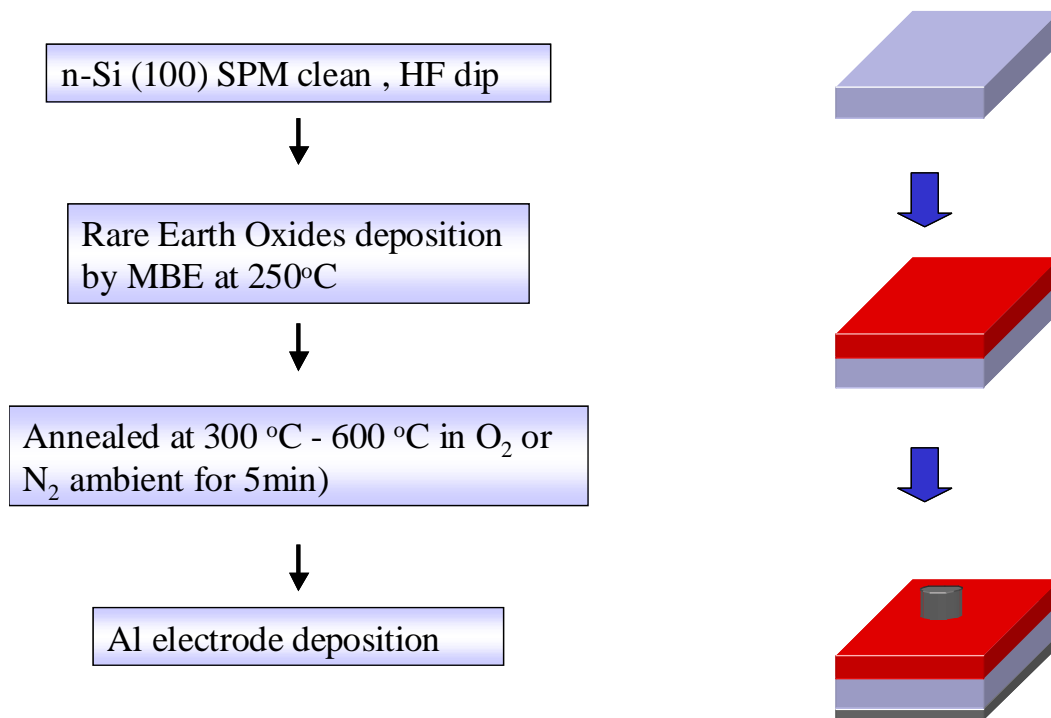 n-Si (100) SPM clean , HF dip
Rare Earth Oxides deposition
by MBE at 250°C
Annealed at 300 °C - 600 °C in O₂ or
N₂ ambient for 5min)
Al electrode deposition